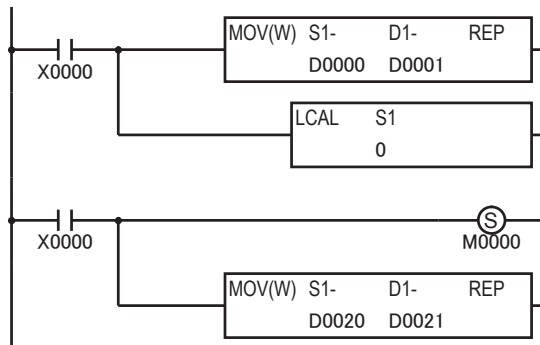 MOV(W) S1- D1- REP
D0000 D0001
X0000
LCAL S1
0
X0000
S
M0000
MOV(W) S1- D1- REP
D0020 D0021